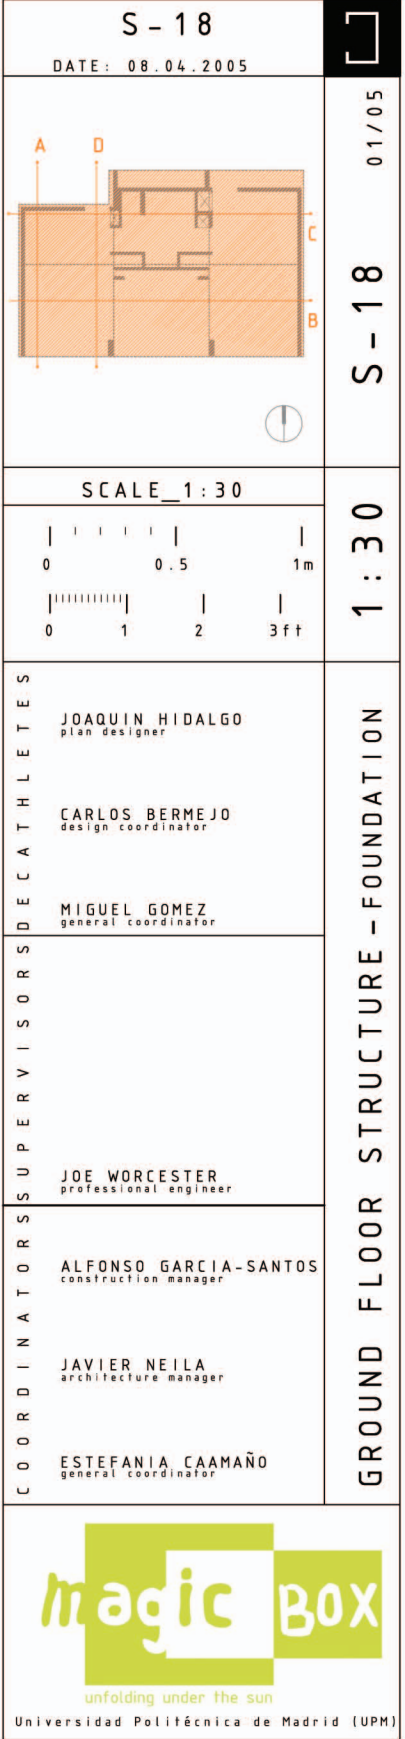 S-18
DATE: 08.04.2005
01/05
A D
C
B
S-18
SCALE_1:30
0 0.5 1m
0 1 2 3ft
1:30
DECATHLETES
JOAQUIN HIDALGO
plan designer
CARLOS BERMEJO
design coordinator
MIGUEL GOMEZ
general coordinator
SUPERVISORS
JOE WORCESTER
professional engineer
COORDINATORS
ALFONSO GARCIA-SANTOS
construction manager
JAVIER NEILA
architecture manager
ESTEFANIA CAAMAÑO
general coordinator
GROUND FLOOR STRUCTURE-FOUNDATION
magic BOX
unfolding under the sun
Universidad Politécnica de Madrid (UPM)